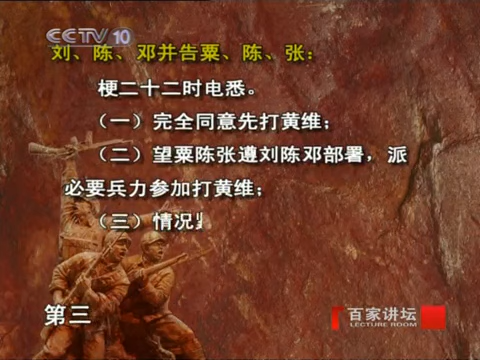 CCTV 10
刘、陈、邓并告粟、陈、张：
梗二十二时电悉。
（一）完全同意先打黄维；
（二）望粟陈张遵刘陈邓部署，派
必要兵力参加打黄维；
（三）情况
第三
百家讲坛
LECTURE ROOM